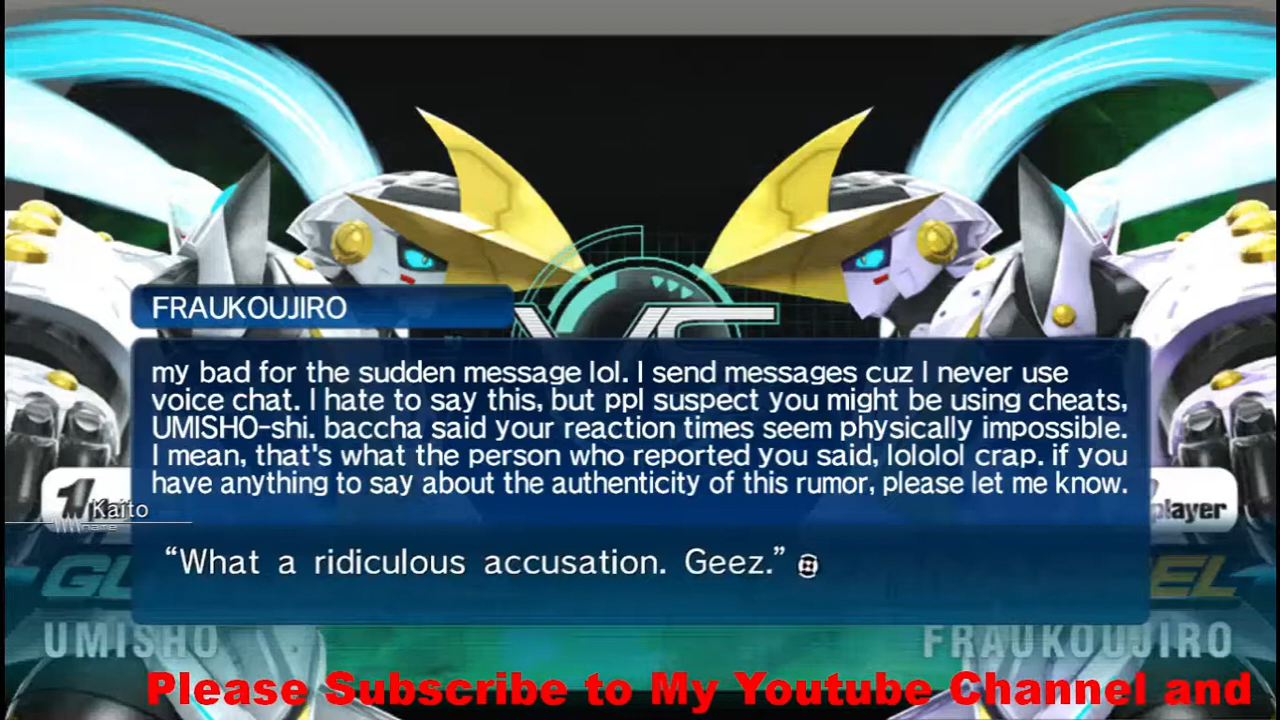 FRAUKOUJIRO
my bad for the sudden message lol. I send messages cuz I never use
voice chat. I hate to say this, but ppl suspect you might be using cheats,
UMISHO-shi. baccha said your reaction times seem physically impossible.
I mean, that's what the person who reported you said, lololol crap. if you
have anything to say about the authenticity of this rumor, please let me know.
1
Kaito
name
player
“What a ridiculous accusation. Geez.”
UMISHO
FRAUKOUJIRO
Please Subscribe to My Youtube Channel and